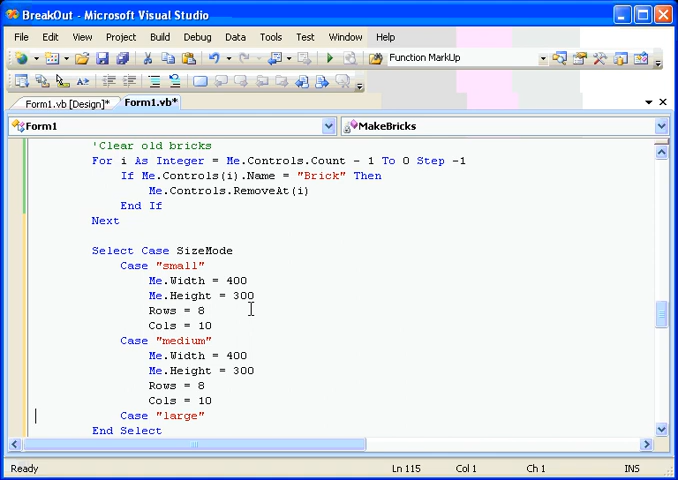 BreakOut - Microsoft Visual Studio
File Edit View Project Build Debug Data Tools Test Window Help
Function MarkUp
Form1.vb [Design]* Form1.vb*
Form1 MakeBricks
'Clear old bricks
For i As Integer = Me.Controls.Count - 1 To 0 Step -1
If Me.Controls(i).Name = "Brick" Then
Me.Controls.RemoveAt(i)
End If
Next
Select Case SizeMode
Case "small"
Me.Width = 400
Me.Height = 300
Rows = 8
Cols = 10
Case "medium"
Me.Width = 400
Me.Height = 300
Rows = 8
Cols = 10
Case "large"
End Select
Ready Ln 115 Col 1 Ch 1 INS